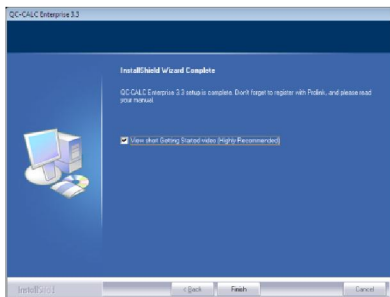 QC-CALC Enterprise 3.3
InstallShield Wizard Complete
QC-CALC Enterprise 3.3 setup is complete. Don't forget to register with Prolink, and please read
your manual.
View short Getting Started video (Highly Recommended)
InstallShield
< Back
Finish
Cancel